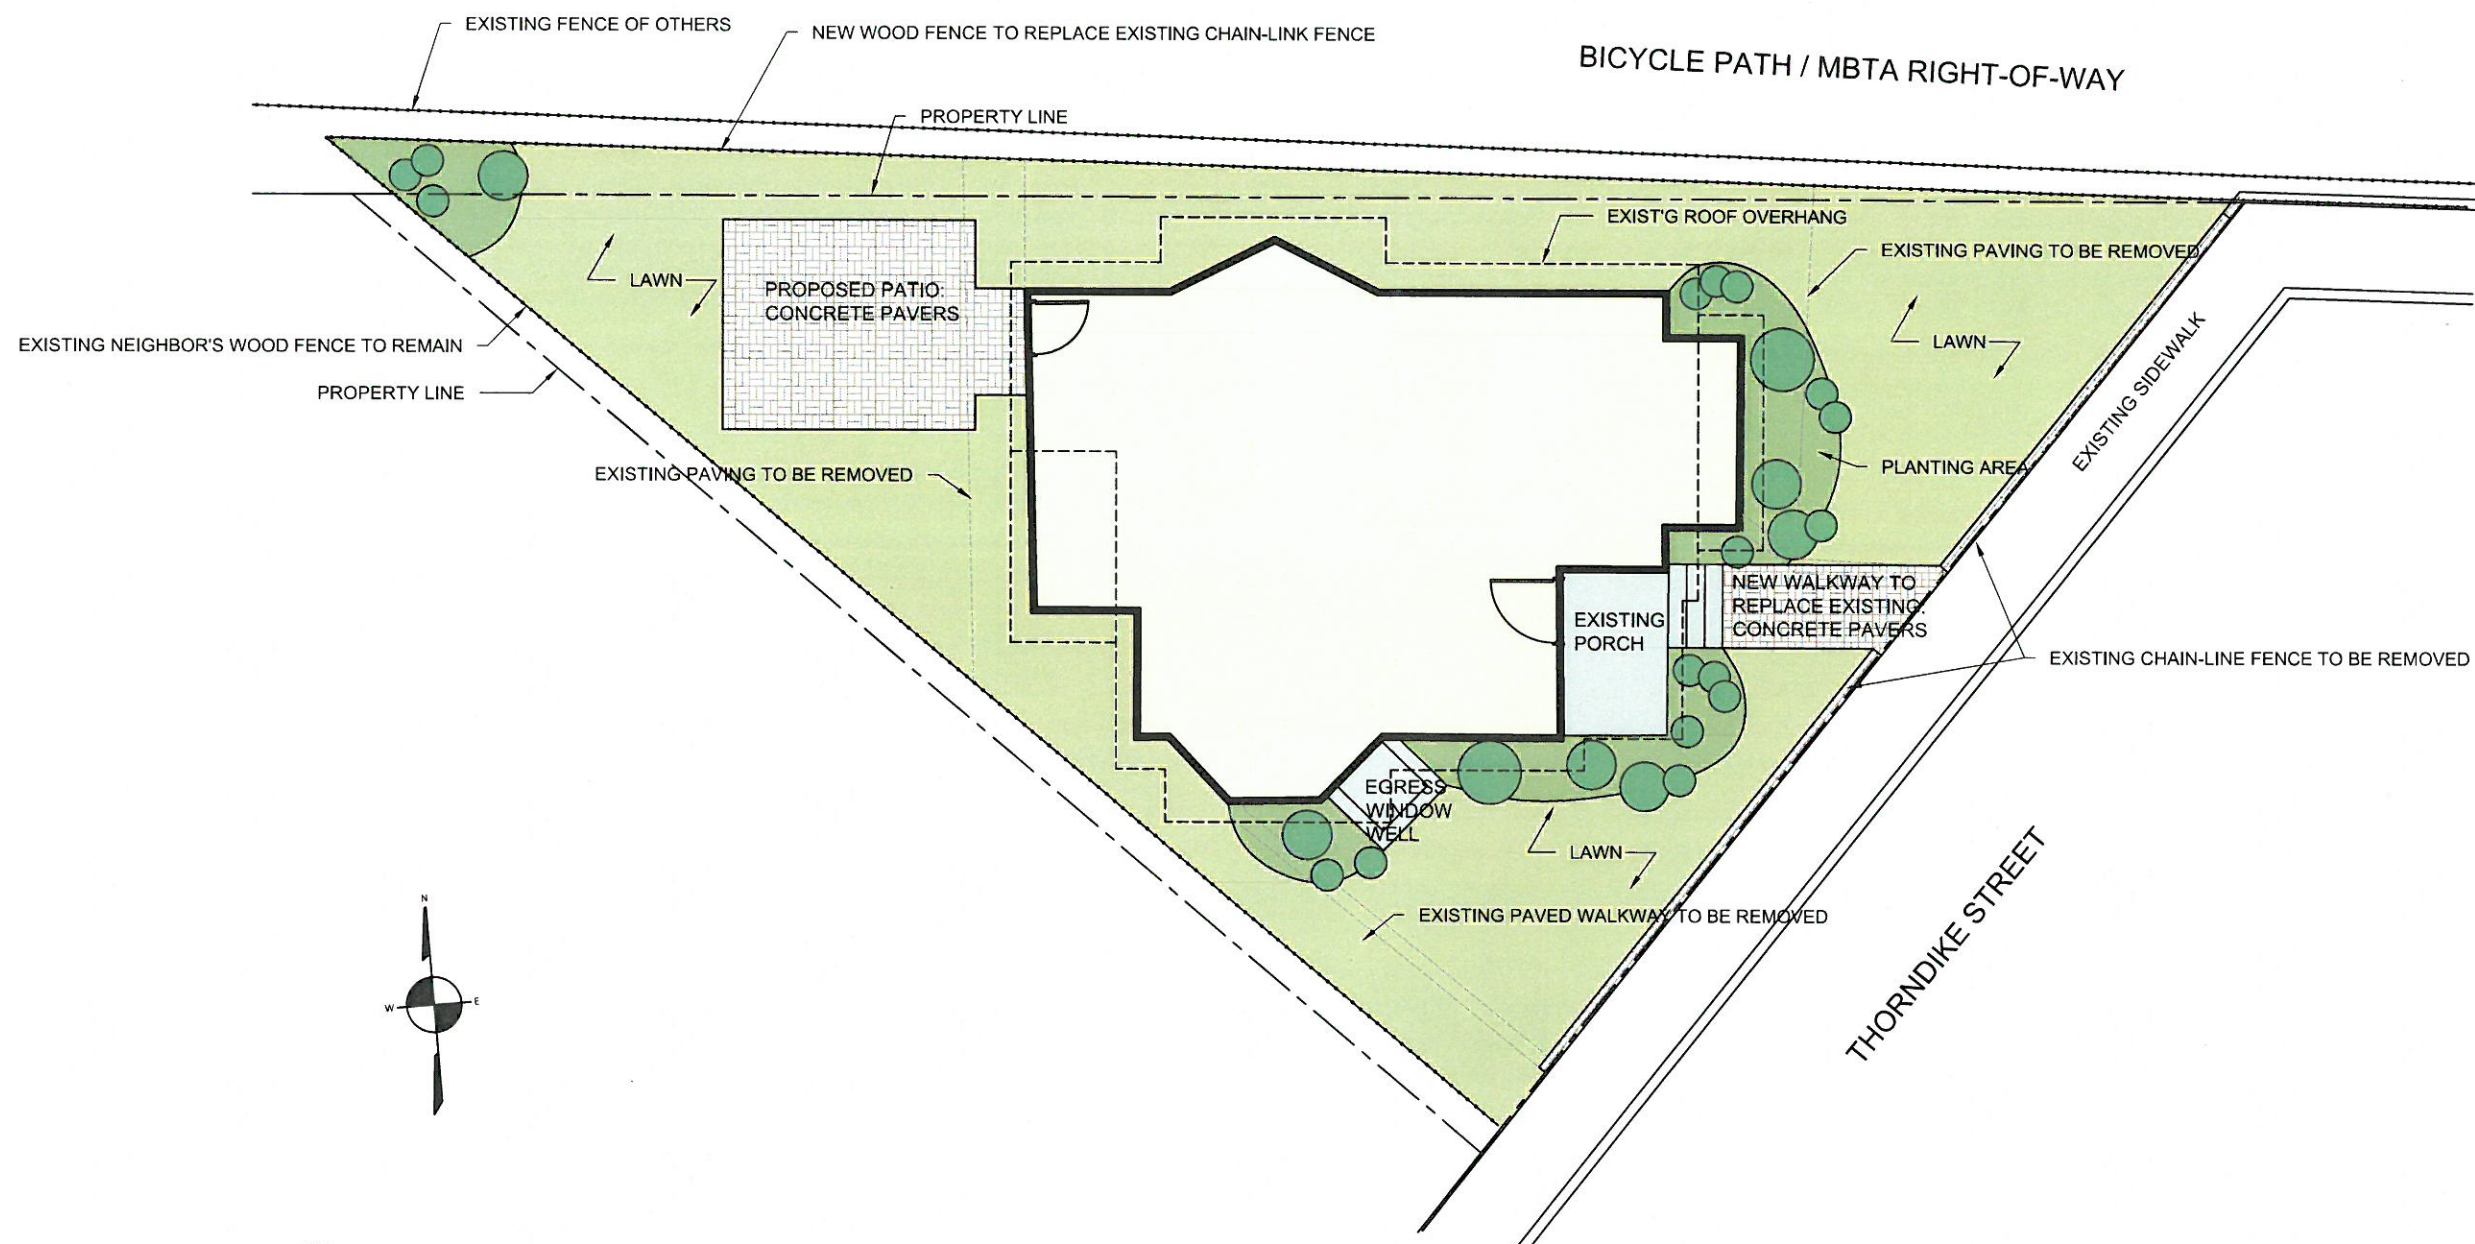 EXISTING FENCE OF OTHERS
NEW WOOD FENCE TO REPLACE EXISTING CHAIN-LINK FENCE
BICYCLE PATH / MBTA RIGHT-OF-WAY
PROPERTY LINE
EXIST'G ROOF OVERHANG
EXISTING PAVING TO BE REMOVED
LAWN
PROPOSED PATIO:
CONCRETE PAVERS
EXISTING NEIGHBOR'S WOOD FENCE TO REMAIN
LAWN
EXISTING SIDEWALK
PROPERTY LINE
EXISTING PAVING TO BE REMOVED
PLANTING AREA
NEW WALKWAY TO
REPLACE EXISTING:
CONCRETE PAVERS
EXISTING
PORCH
EXISTING CHAIN-LINE FENCE TO BE REMOVED
EGRESS
WINDOW
WELL
LAWN
EXISTING PAVED WALKWAY TO BE REMOVED
THORNDIKE STREET
N
W
E